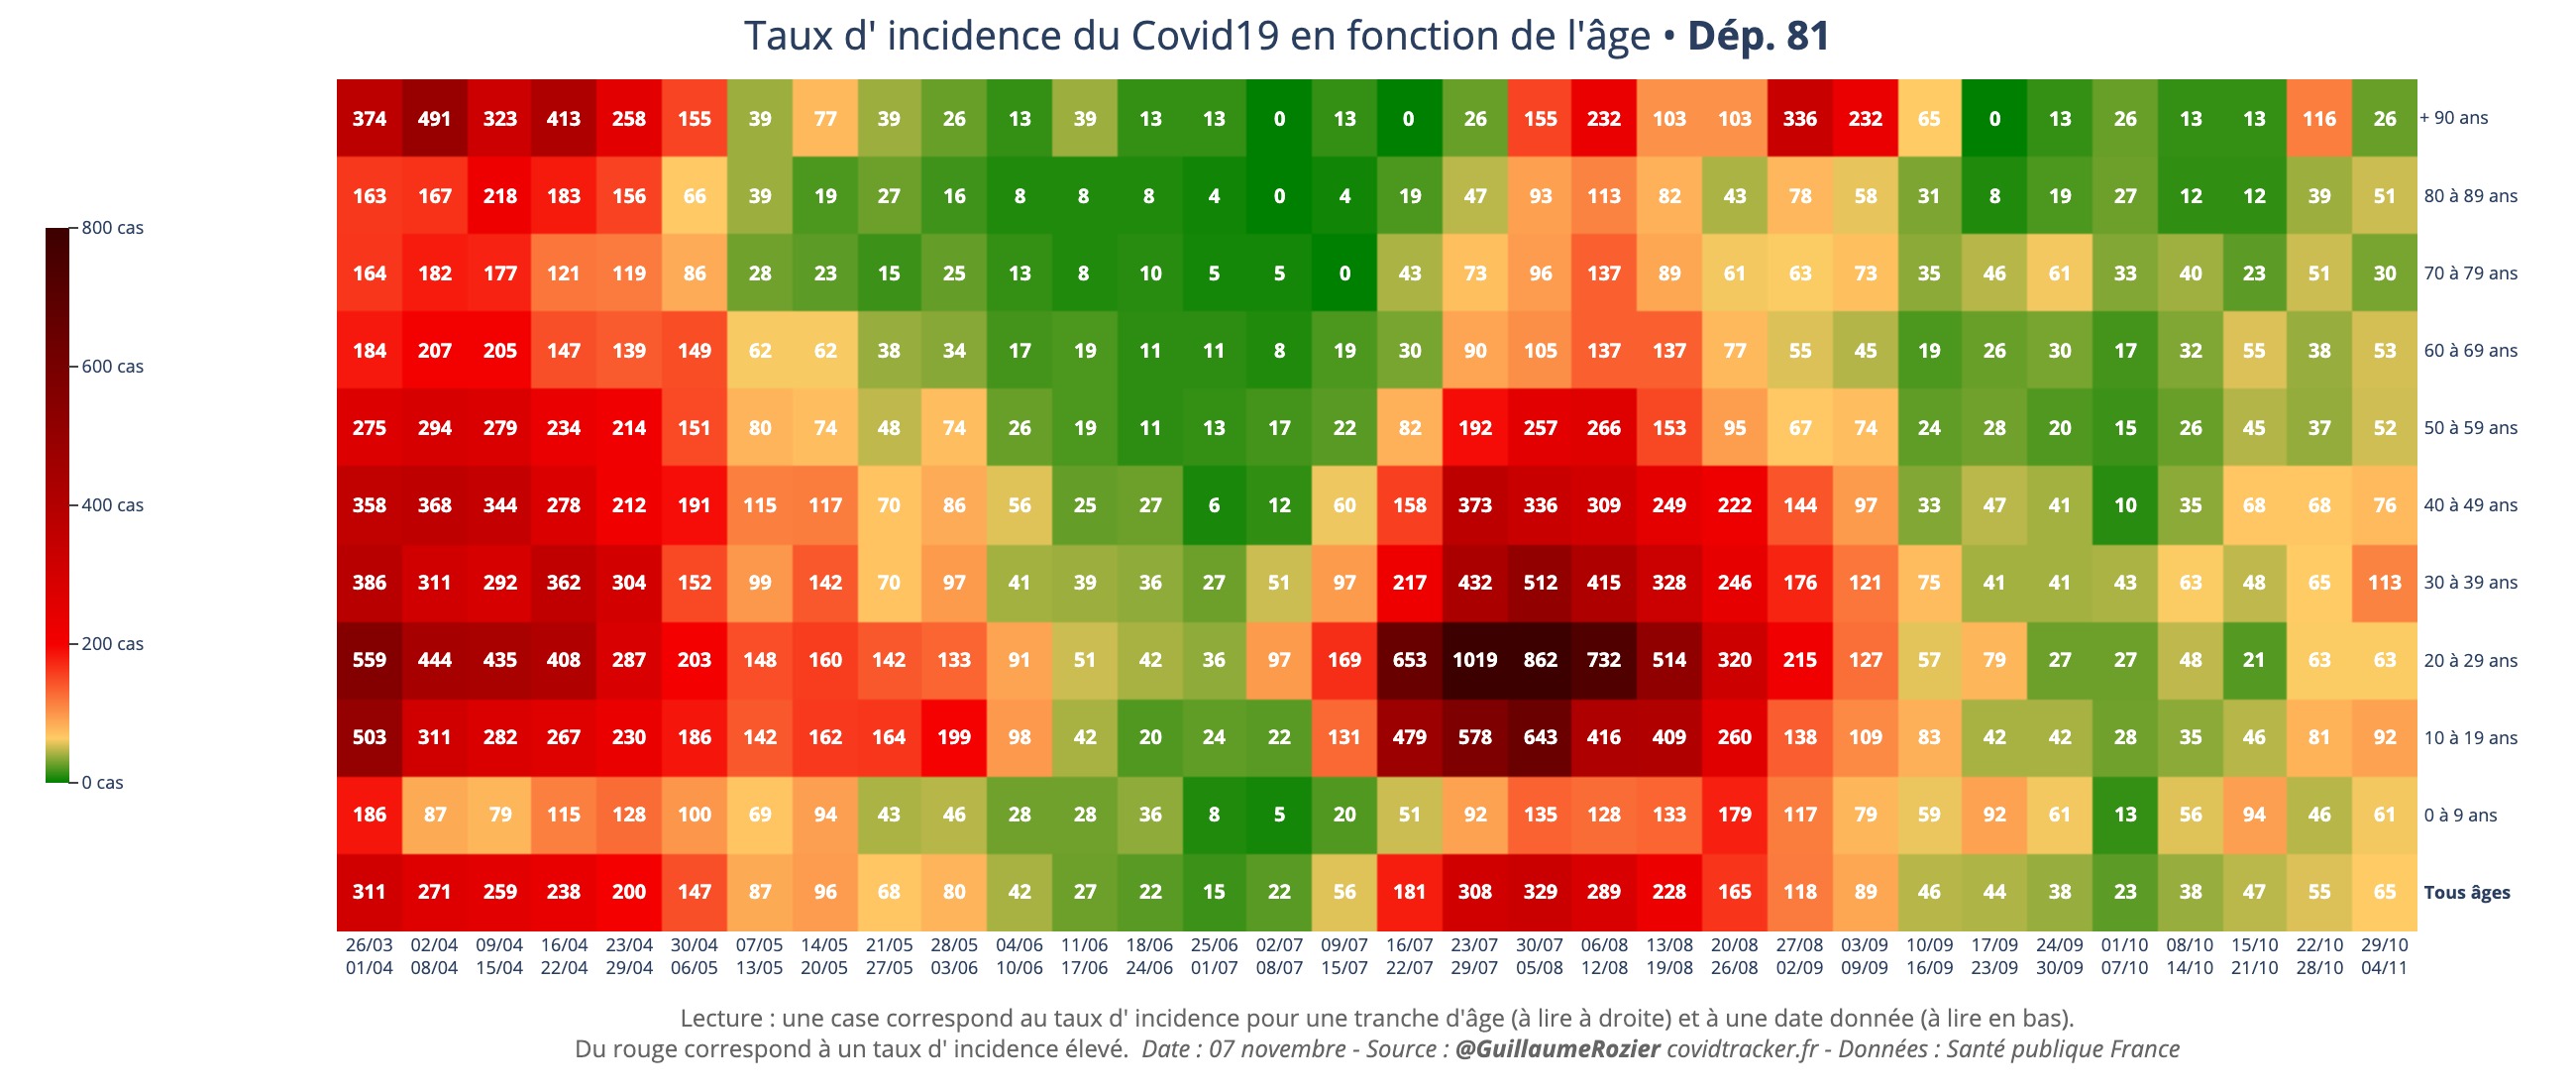 Taux d' incidence du Covid19 en fonction de l'âge • Dép. 81
374 491 323 413 258 155 39 77 39 26 13 39 13 13 0 13 0 26 155 232 103 103 336 232 65 0 13 26 13 13 116 26 + 90 ans
163 167 218 183 156 66 39 19 27 16 8 8 8 4 0 4 19 47 93 113 82 43 78 58 31 8 19 27 12 12 39 51 80 à 89 ans
800 cas
164 182 177 121 119 86 28 23 15 25 13 8 10 5 5 0 43 73 96 137 89 61 63 73 35 46 61 33 40 23 51 30 70 à 79 ans
184 207 205 147 139 149 62 62 38 34 17 19 11 11 8 19 30 90 105 137 137 77 55 45 19 26 30 17 32 55 38 53 60 à 69 ans
600 cas
275 294 279 234 214 151 80 74 48 74 26 19 11 13 17 22 82 192 257 266 153 95 67 74 24 28 20 15 26 45 37 52 50 à 59 ans
400 cas
358 368 344 278 212 191 115 117 70 86 56 25 27 6 12 60 158 373 336 309 249 222 144 97 33 47 41 10 35 68 68 76 40 à 49 ans
386 311 292 362 304 152 99 142 70 97 41 39 36 27 51 97 217 432 512 415 328 246 176 121 75 41 41 43 63 48 65 113 30 à 39 ans
200 cas
559 444 435 408 287 203 148 160 142 133 91 51 42 36 97 169 653 1019 862 732 514 320 215 127 57 79 27 27 48 21 63 63 20 à 29 ans
503 311 282 267 230 186 142 162 164 199 98 42 20 24 22 131 479 578 643 416 409 260 138 109 83 42 42 28 35 46 81 92 10 à 19 ans
0 cas
186 87 79 115 128 100 69 94 43 46 28 28 36 8 5 20 51 92 135 128 133 179 117 79 59 92 61 13 56 94 46 61 0 à 9 ans
311 271 259 238 200 147 87 96 68 80 42 27 22 15 22 56 181 308 329 289 228 165 118 89 46 44 38 23 38 47 55 65 Tous âges
26/03 02/04 09/04 16/04 23/04 30/04 07/05 14/05 21/05 28/05 04/06 11/06 18/06 25/06 02/07 09/07 16/07 23/07 30/07 06/08 13/08 20/08 27/08 03/09 10/09 17/09 24/09 01/10 08/10 15/10 22/10 29/10
01/04 08/04 15/04 22/04 29/04 06/05 13/05 20/05 27/05 03/06 10/06 17/06 24/06 01/07 08/07 15/07 22/07 29/07 05/08 12/08 19/08 26/08 02/09 09/09 16/09 23/09 30/09 07/10 14/10 21/10 28/10 04/11
Lecture : une case correspond au taux d' incidence pour une tranche d'âge (à lire à droite) et à une date donnée (à lire en bas).
Du rouge correspond à un taux d' incidence élevé. Date : 07 novembre - Source : @GuillaumeRozier covidtracker.fr - Données : Santé publique France